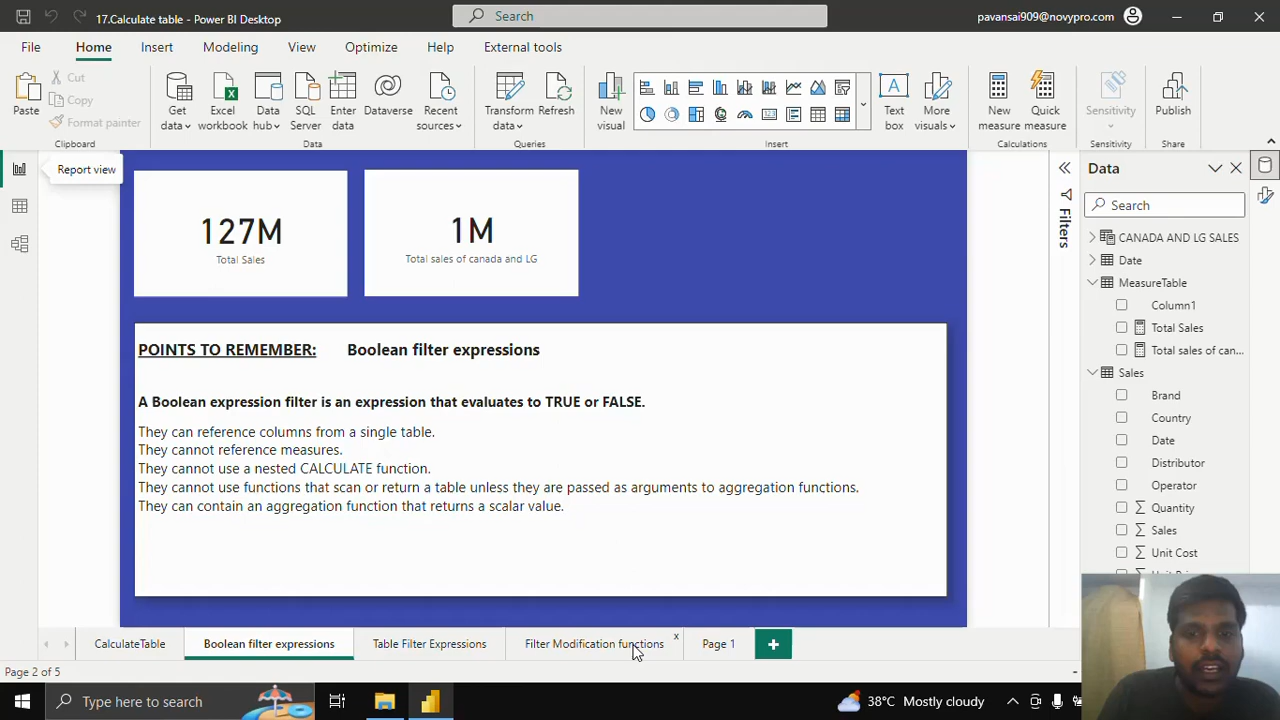 17.Calculate table - Power BI Desktop
Search
pavansai909@novypro.com
File
Home
Insert
Modeling
View
Optimize
Help
External tools
Paste
Cut
Copy
Format painter
Clipboard
Get data
Excel workbook
Data hub
SQL Server
Enter data
Dataverse
Recent sources
Data
Transform data
Refresh
Queries
New visual
Text box
More visuals
Insert
New measure
Quick measure
Calculations
Sensitivity
Sensitivity
Publish
Share
Report view
127M
Total Sales
1M
Total sales of canada and LG
POINTS TO REMEMBER: Boolean filter expressions
A Boolean expression filter is an expression that evaluates to TRUE or FALSE.
They can reference columns from a single table.
They cannot reference measures.
They cannot use a nested CALCULATE function.
They cannot use functions that scan or return a table unless they are passed as arguments to aggregation functions.
They can contain an aggregation function that returns a scalar value.
Filters
Data
Search
CANADA AND LG SALES
Date
MeasureTable
Column1
Total Sales
Total sales of can...
Sales
Brand
Country
Date
Distributor
Operator
Quantity
Sales
Unit Cost
CalculateTable
Boolean filter expressions
Table Filter Expressions
Filter Modification functions
x
Page 1
Page 2 of 5
Type here to search
38°C Mostly cloudy